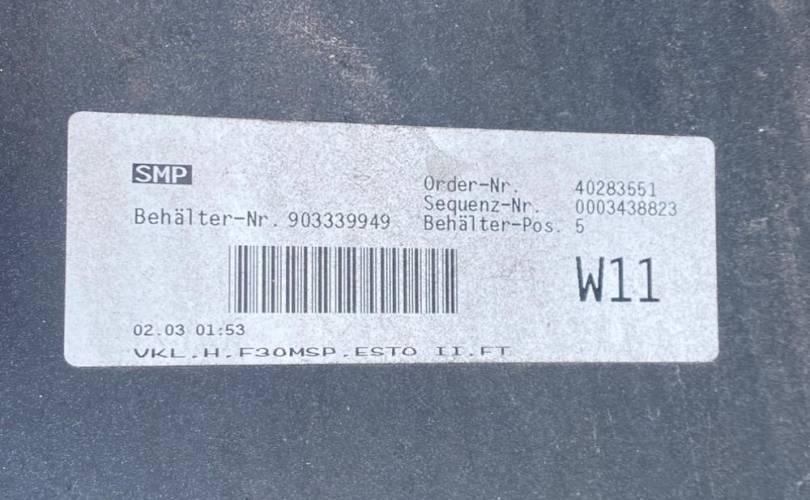 SMP
Order-Nr. 40283551
Sequenz-Nr. 0003438823
Behälter-Nr. 903339949 Behälter-Pos. 5
W11
02.03 01:53
VKL.H.F30MSP.ESTO II.FT